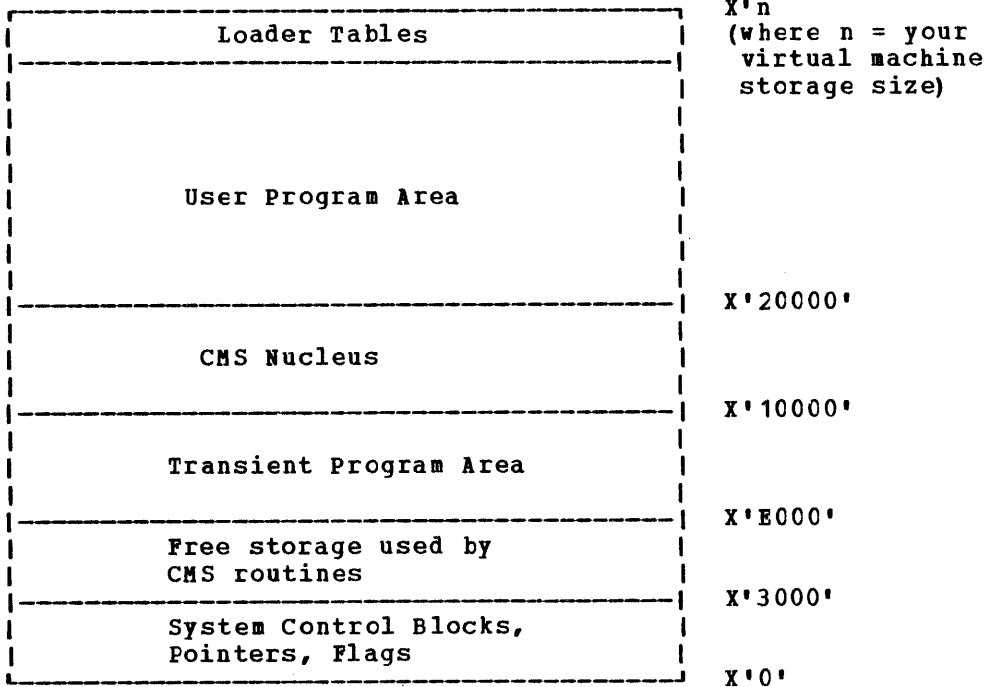 X'n
Loader Tables
(where n = your
virtual machine
storage size)
User Program Area
X'20000'
CMS Nucleus
X'10000'
Transient Program Area
X'E000'
Free storage used by
CMS routines
X'3000'
System Control Blocks,
Pointers, Flags
X'0'